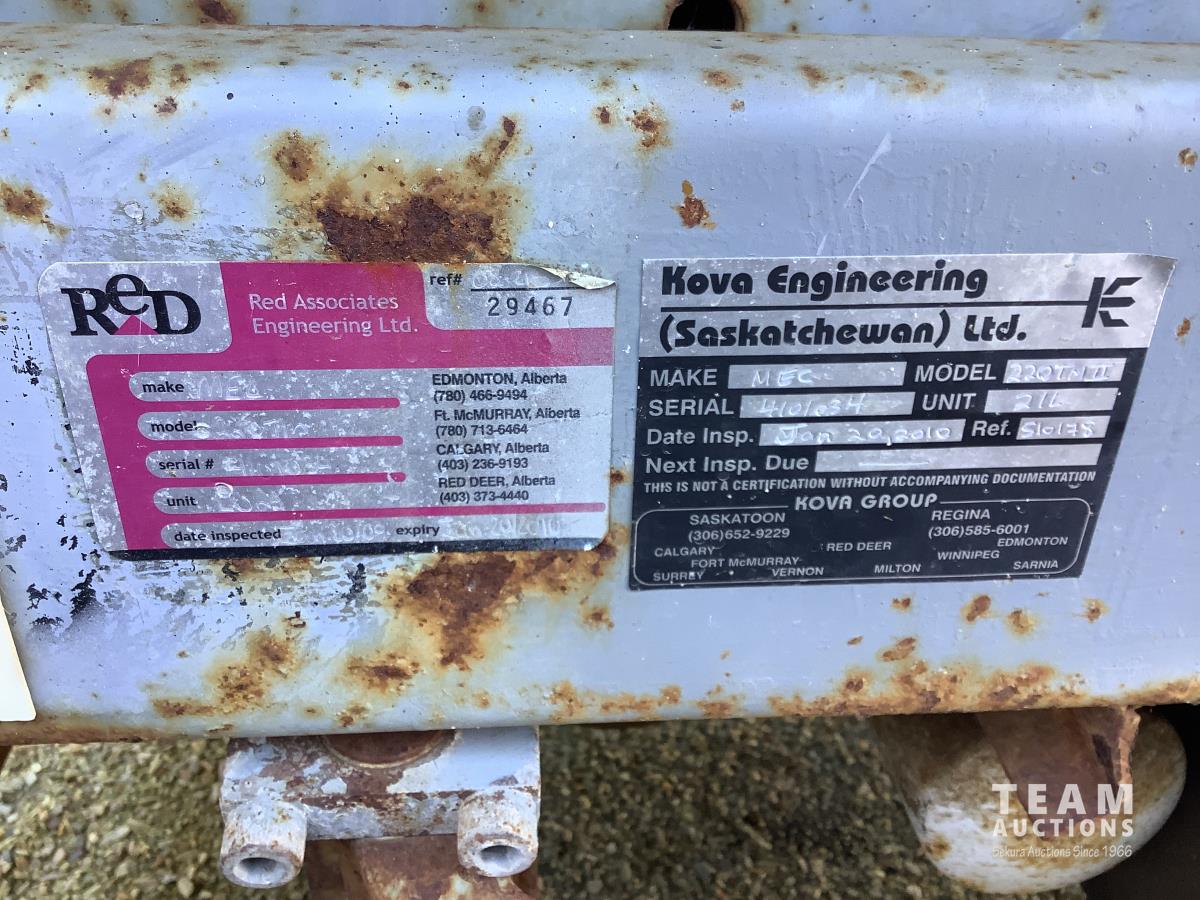 ReD
Red Associates
Engineering Ltd.
ref#
29467
make MEC
model
serial #
unit
date inspected expiry
EDMONTON, Alberta
(780) 466-9494
Ft. McMURRAY, Alberta
(780) 713-6464
CALGARY, Alberta
(403) 236-9193
RED DEER, Alberta
(403) 373-4440
Kova Engineering
(Saskatchewan) Ltd.
KE
MAKE MEC MODEL
SERIAL 4101034 UNIT
Date Insp. Jan 20, 2010 Ref. S10178
Next Insp. Due
THIS IS NOT A CERTIFICATION WITHOUT ACCOMPANYING DOCUMENTATION
KOVA GROUP
SASKATOON REGINA
(306)652-9229 (306)585-6001
CALGARY RED DEER EDMONTON
FORT McMURRAY WINNIPEG
SURREY VERNON MILTON SARNIA
TEAM
AUCTIONS
Sekura Auctions Since 1966